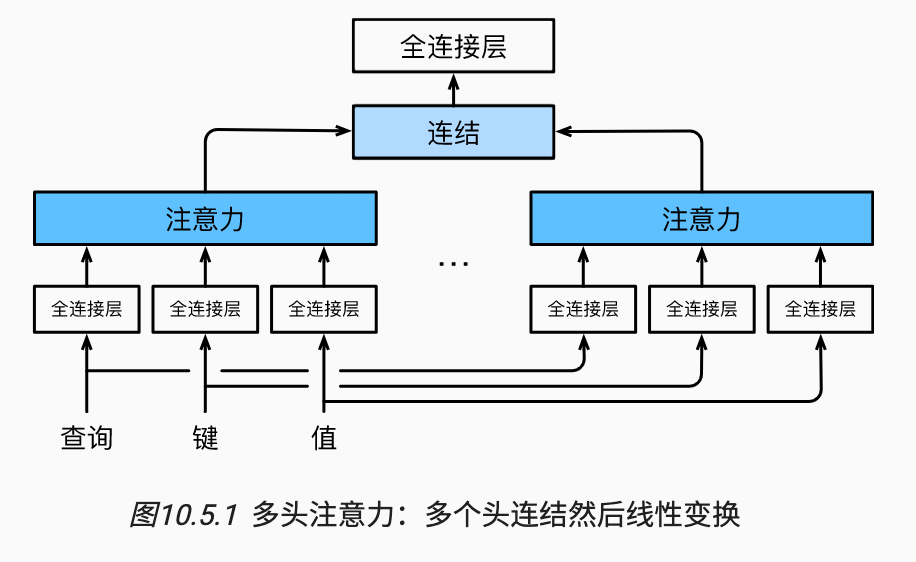 全连接层
连结
注意力 注意力
...
全连接层 全连接层 全连接层 全连接层 全连接层 全连接层
查询 键 值
图10.5.1 多头注意力：多个头连结然后线性变换